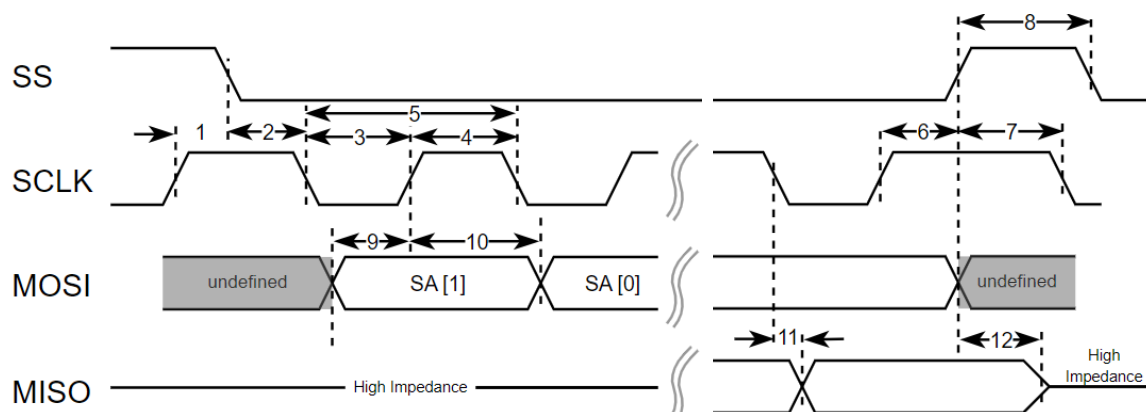 SS
8
5
1
2
3
4
6
7
SCLK
9
10
MOSI
undefined
SA [1]
SA [0]
undefined
11
12
High
Impedance
MISO
High Impedance